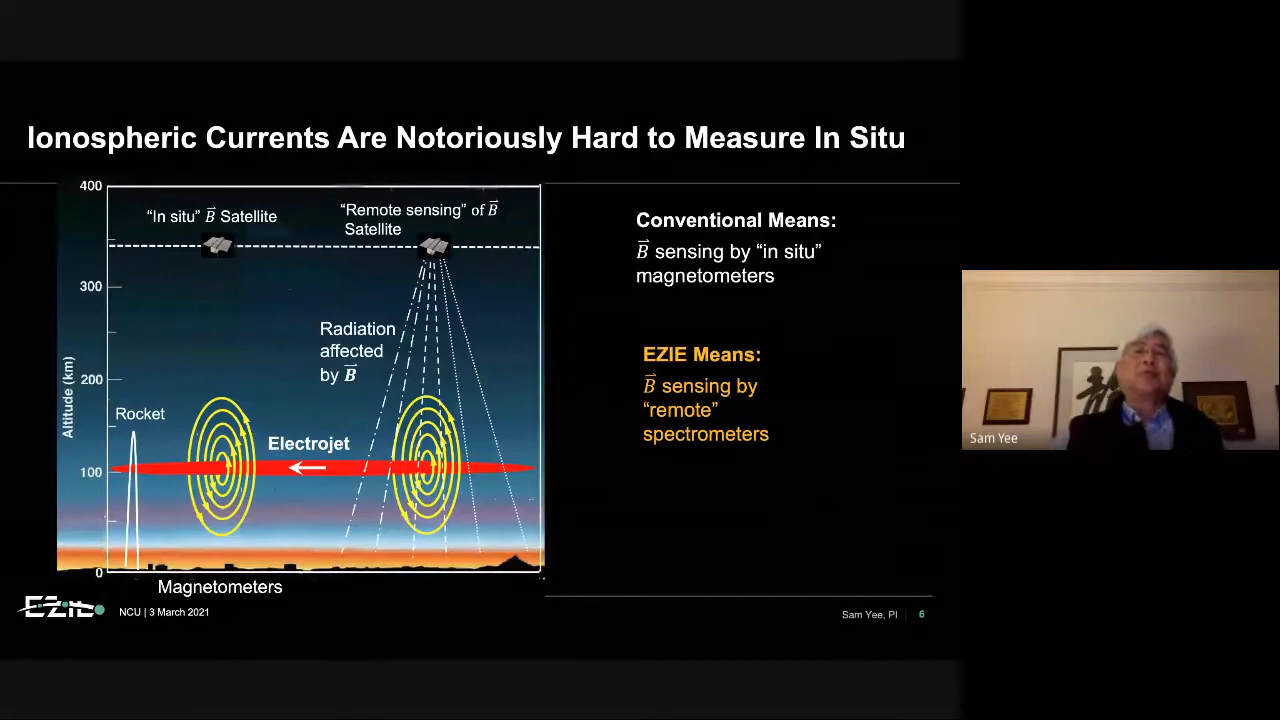 Ionospheric Currents Are Notoriously Hard to Measure In Situ
400
300
200
100
0
Altitude (km)
“In situ” B⃗ Satellite
“Remote sensing” of B⃗
Satellite
Radiation
affected
by B⃗
Rocket
Electrojet
Magnetometers
Conventional Means:
B⃗ sensing by “in situ”
magnetometers
EZIE Means:
B⃗ sensing by
“remote”
spectrometers
EZIE
NCU | 3 March 2021
Sam Yee, PI | 6
Sam Yee